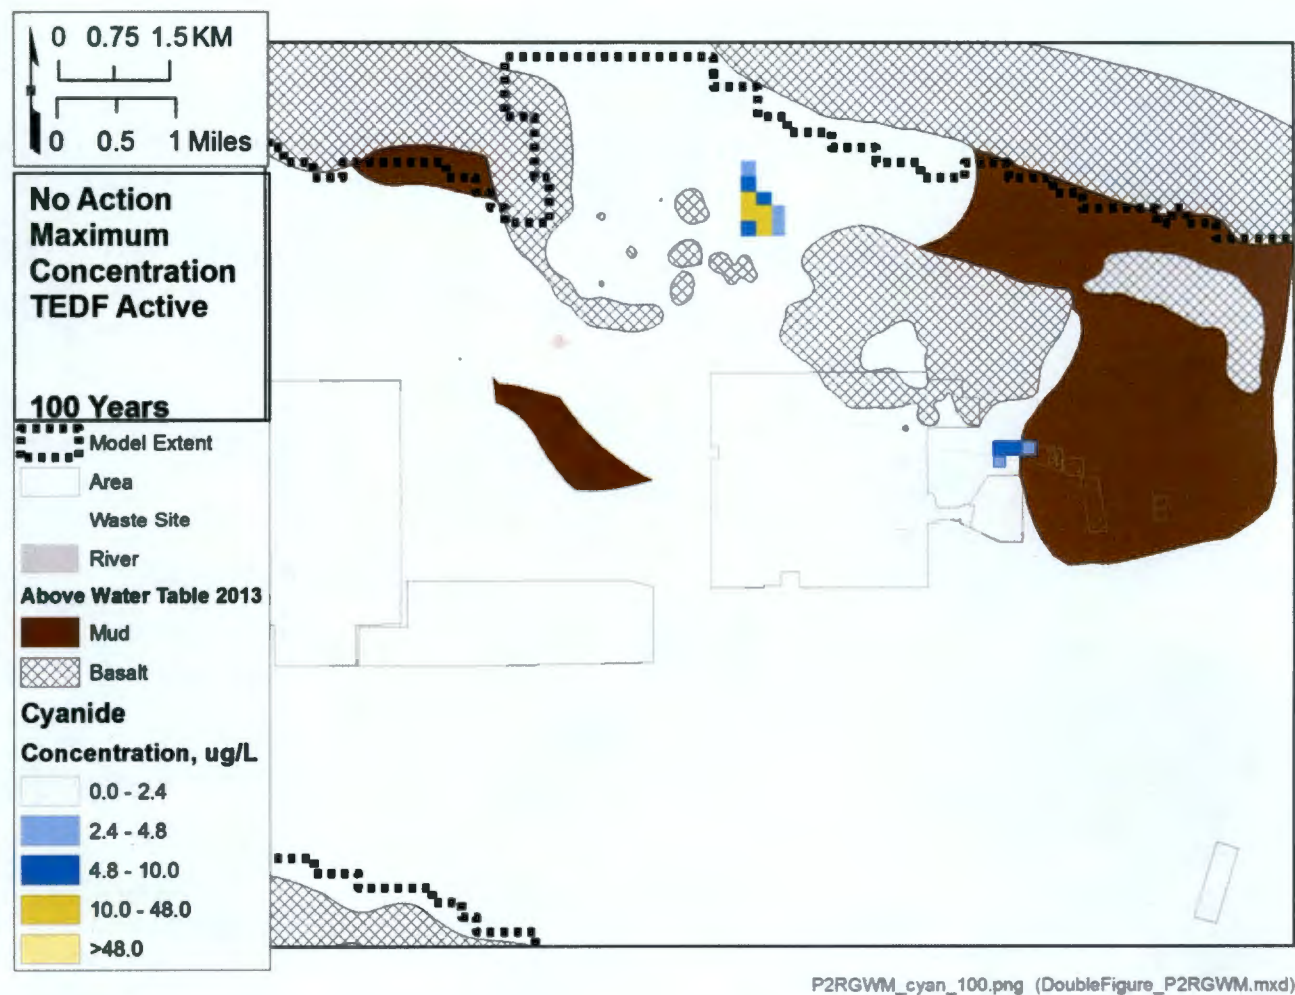 0 0.75 1.5 KM
0 0.5 1 Miles
No Action
Maximum
Concentration
TEDF Active
100 Years
Model Extent
Area
Waste Site
River
Above Water Table 2013
Mud
Basalt
Cyanide
Concentration, ug/L
0.0 - 2.4
2.4 - 4.8
4.8 - 10.0
10.0 - 48.0
>48.0
P2RGWM_cyan_100.png (DoubleFigure_P2RGWM.mxd)